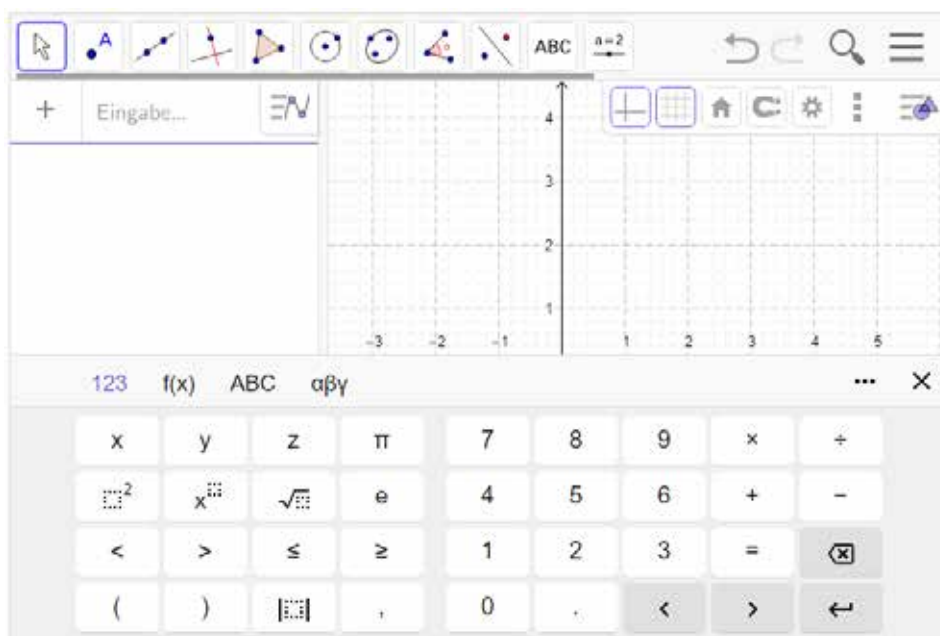 A ABC a=2
+ Eingabe...
4
3
2
1
-3 -2 -1 1 2 3 4 5
123 f(x) ABC αβγ ...
x y z π 7 8 9 × ÷
2 x √ e 4 5 6 + −
< > ≤ ≥ 1 2 3 =
( ) | | , 0 . < >